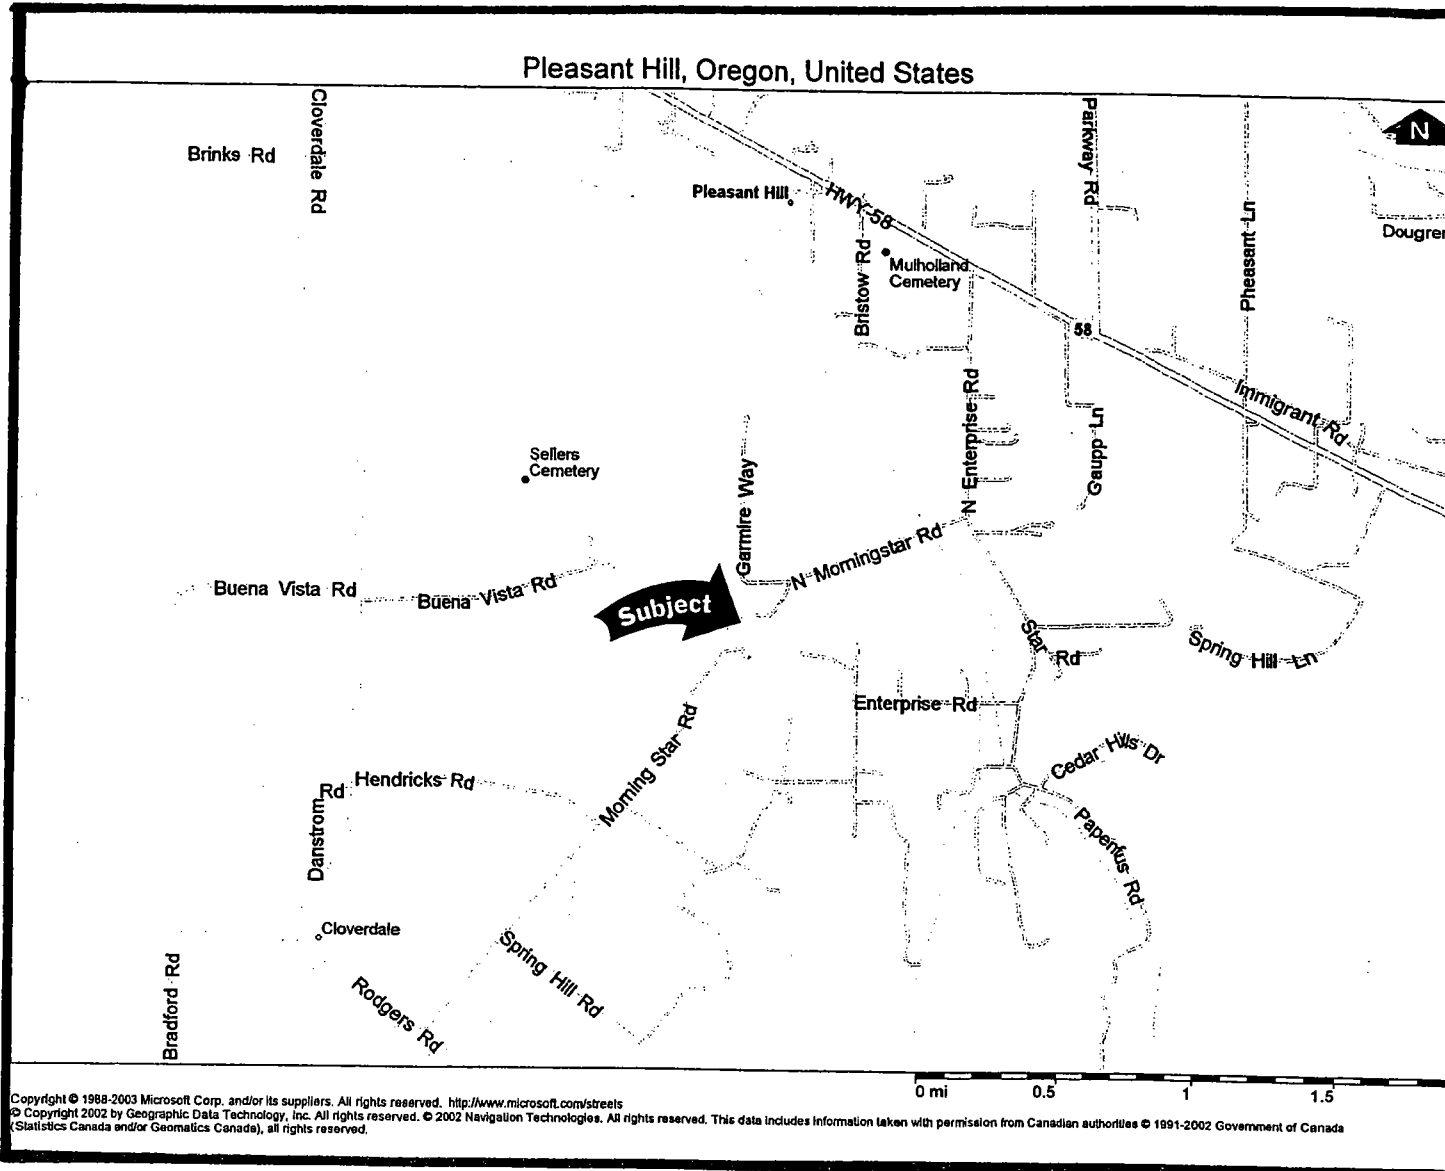 Pleasant Hill, Oregon, United States
Cloverdale Rd
Brinks Rd
Parkway Rd
N
Pleasant Hill
HWY-58
Pheasant Ln
Dougren
Bristow Rd
Mulholland
Cemetery
58
N Enterprise Rd
Immigrant Rd
Gaupp Ln
Sellers
Cemetery
Garmire Way
N Morningstar Rd
Buena Vista Rd
Buena Vista Rd
Subject
Star Rd
Spring Hill Ln
Enterprise Rd
Morning Star Rd
Cedar Hills Dr
Hendricks Rd
Danstrom Rd
Papenfus Rd
Cloverdale
Spring Hill Rd
Bradford Rd
Rodgers Rd
0 mi 0.5 1 1.5
Copyright © 1988-2003 Microsoft Corp. and/or its suppliers. All rights reserved. http://www.microsoft.com/streets
© Copyright 2002 by Geographic Data Technology, Inc. All rights reserved. © 2002 Navigation Technologies. All rights reserved. This data includes information taken with permission from Canadian authorities © 1991-2002 Government of Canada
(Statistics Canada and/or Geomatics Canada), all rights reserved.